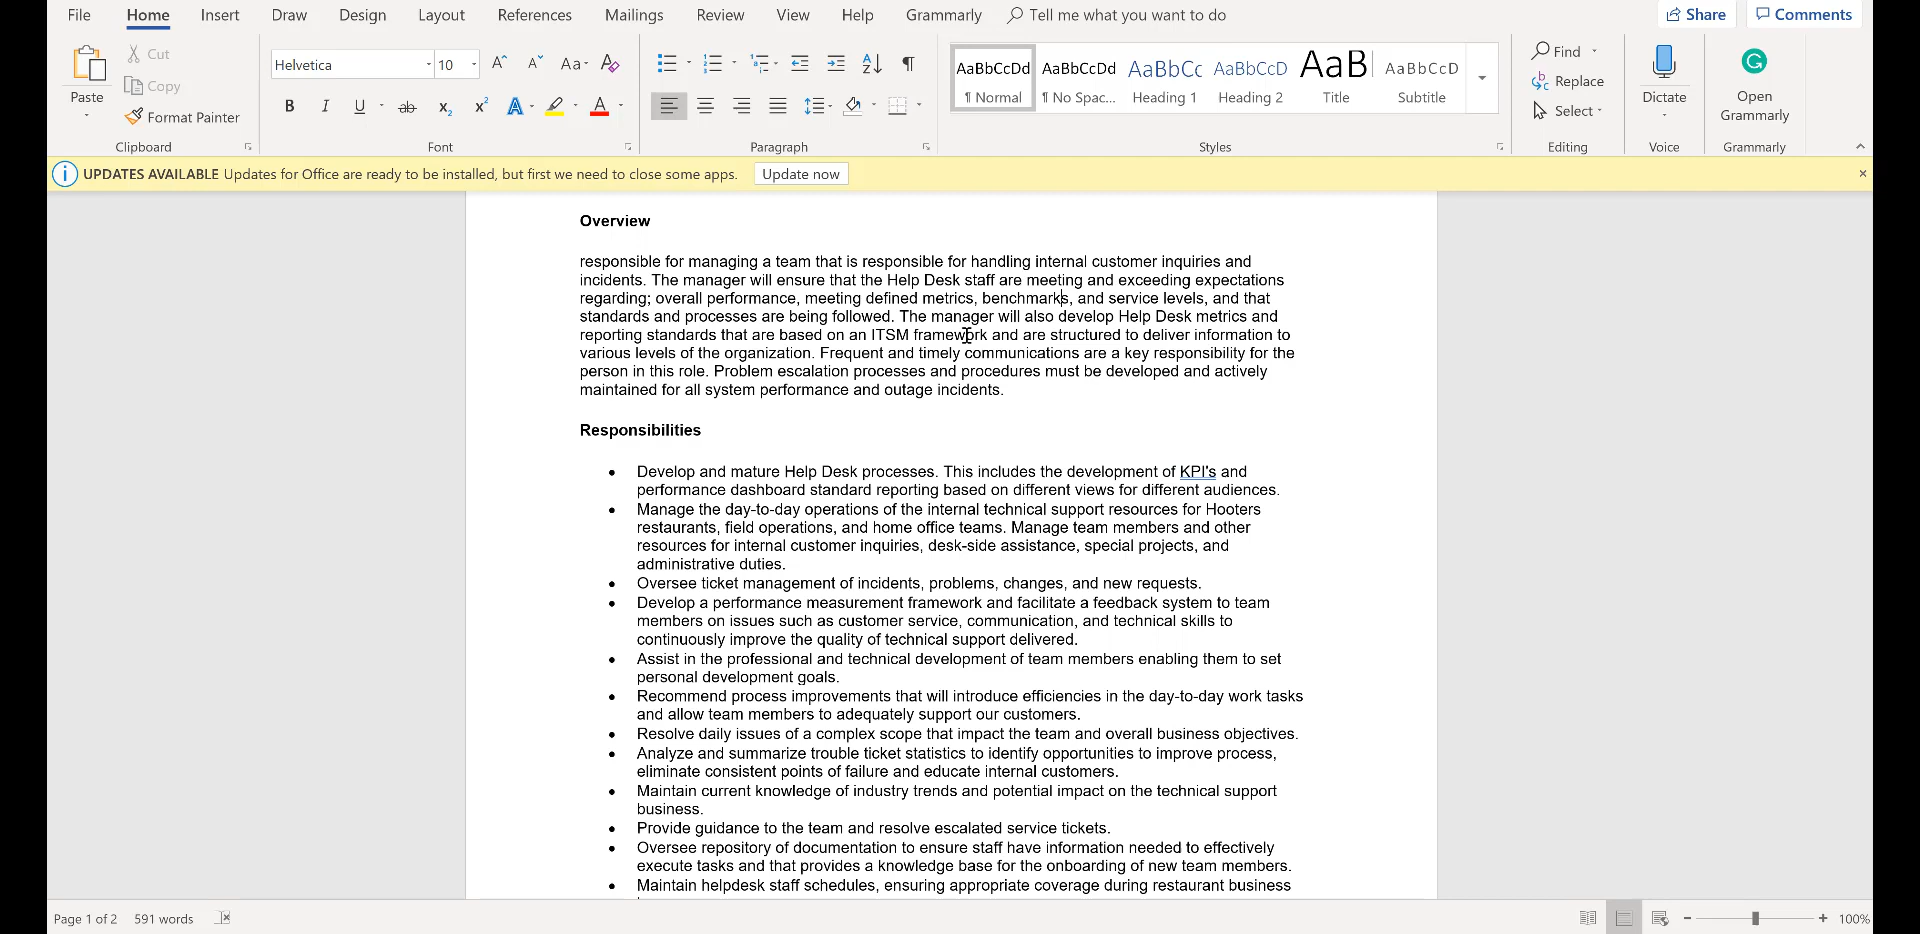 File Home Insert Draw Design Layout References Mailings Review View Help Grammarly Tell me what you want to do Share Comments
Paste
Cut
Copy
Format Painter
Clipboard
Helvetica 10
Font
Paragraph
AaBbCcDd AaBbCcDd AaBbCc AaBbCcD AaB AaBbCcD
¶ Normal ¶ No Spac... Heading 1 Heading 2 Title Subtitle
Styles
Find
Replace
Select
Editing
Dictate
Voice
Open
Grammarly
Grammarly
UPDATES AVAILABLE Updates for Office are ready to be installed, but first we need to close some apps. Update now
Overview
responsible for managing a team that is responsible for handling internal customer inquiries and
incidents. The manager will ensure that the Help Desk staff are meeting and exceeding expectations
regarding; overall performance, meeting defined metrics, benchmarks, and service levels, and that
standards and processes are being followed. The manager will also develop Help Desk metrics and
reporting standards that are based on an ITSM framework and are structured to deliver information to
various levels of the organization. Frequent and timely communications are a key responsibility for the
person in this role. Problem escalation processes and procedures must be developed and actively
maintained for all system performance and outage incidents.
Responsibilities
• Develop and mature Help Desk processes. This includes the development of KPI's and
performance dashboard standard reporting based on different views for different audiences.
• Manage the day-to-day operations of the internal technical support resources for Hooters
restaurants, field operations, and home office teams. Manage team members and other
resources for internal customer inquiries, desk-side assistance, special projects, and
administrative duties.
• Oversee ticket management of incidents, problems, changes, and new requests.
• Develop a performance measurement framework and facilitate a feedback system to team
members on issues such as customer service, communication, and technical skills to
continuously improve the quality of technical support delivered.
• Assist in the professional and technical development of team members enabling them to set
personal development goals.
• Recommend process improvements that will introduce efficiencies in the day-to-day work tasks
and allow team members to adequately support our customers.
• Resolve daily issues of a complex scope that impact the team and overall business objectives.
• Analyze and summarize trouble ticket statistics to identify opportunities to improve process,
eliminate consistent points of failure and educate internal customers.
• Maintain current knowledge of industry trends and potential impact on the technical support
business.
• Provide guidance to the team and resolve escalated service tickets.
• Oversee repository of documentation to ensure staff have information needed to effectively
execute tasks and that provides a knowledge base for the onboarding of new team members.
• Maintain helpdesk staff schedules, ensuring appropriate coverage during restaurant business
Page 1 of 2 591 words 100%